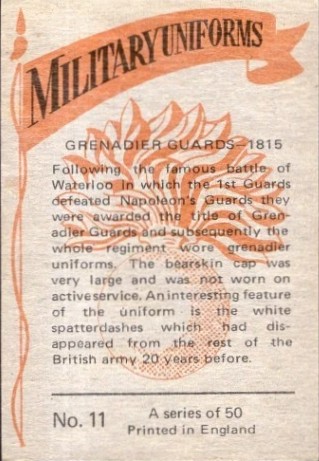 MILITARY UNIFORMS
GRENADIER GUARDS—1815
Following the famous battle of
Waterloo in which the 1st Guards
defeated Napoleon's Guards they
were awarded the title of Gren-
adier Guards and subsequently the
whole regiment wore grenadier
uniforms. The bearskin cap was
very large and was not worn on
active service. An interesting feature
of the uniform is the white
spatterdashes which had dis-
appeared from the rest of the
British army 20 years before.
No. 11
A series of 50
Printed in England